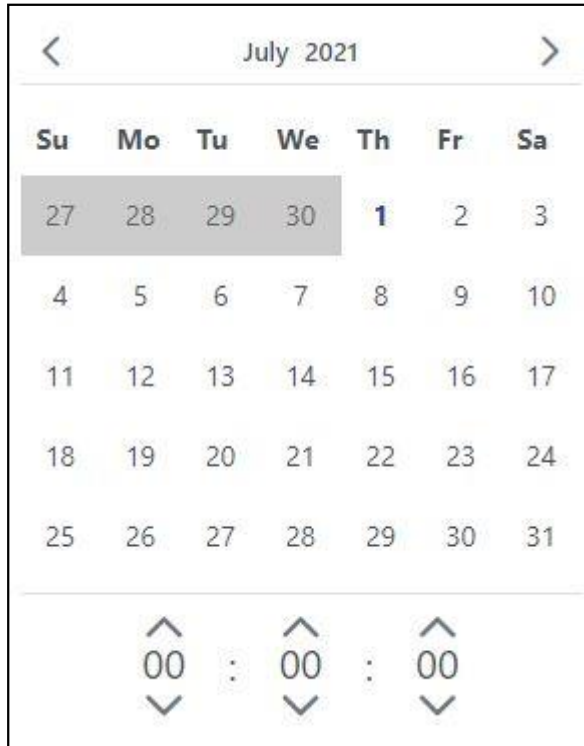 July 2021
Su Mo Tu We Th Fr Sa
27 28 29 30 1 2 3
4 5 6 7 8 9 10
11 12 13 14 15 16 17
18 19 20 21 22 23 24
25 26 27 28 29 30 31
00 : 00 : 00